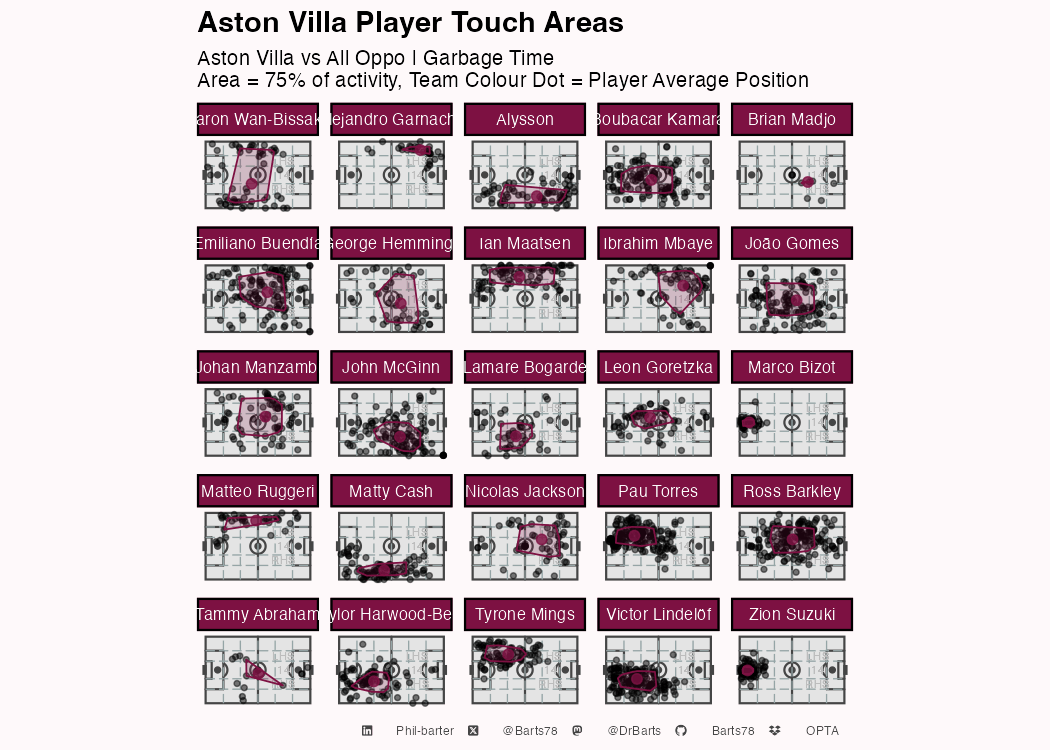 Aston Villa Player Touch Areas
Aston Villa vs All Oppo | Garbage Time
Area = 75% of activity, Team Colour Dot = Player Average Position
aron Wan-Bissak
lejandro Garnach
Alysson
Boubacar Kamara
Brian Madjo
Emiliano Buendía
George Hemming
Ian Maatsen
Ibrahim Mbaye
João Gomes
Johan Manzamb
John McGinn
Lamare Bogarde
Leon Goretzka
Marco Bizot
Matteo Ruggeri
Matty Cash
Nicolas Jackson
Pau Torres
Ross Barkley
Tammy Abraham
ylor Harwood-Be
Tyrone Mings
Victor Lindelöf
Zion Suzuki
Phil-barter @Barts78 @DrBarts Barts78 OPTA